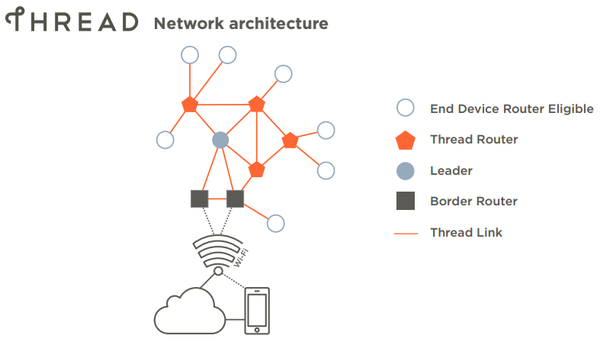 THREAD Network architecture
End Device Router Eligible
Thread Router
Leader
Border Router
Thread Link
Wi-Fi